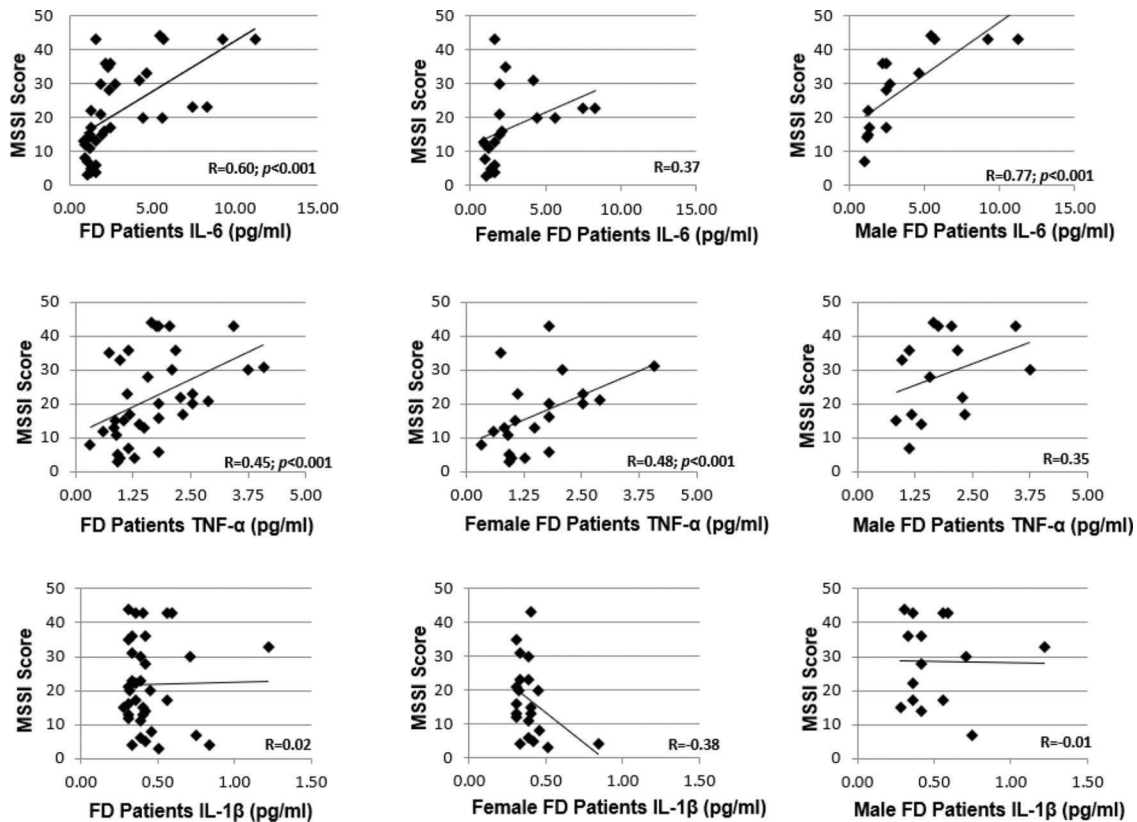 50
40
30
20
10
0
MSSI Score
R=0.60; p<0.001
0.00 5.00 10.00 15.00
FD Patients IL-6 (pg/ml)
50
40
30
20
10
0
MSSI Score
R=0.37
0.00 5.00 10.00 15.00
Female FD Patients IL-6 (pg/ml)
50
40
30
20
10
0
MSSI Score
R=0.77; p<0.001
0.00 5.00 10.00 15.00
Male FD Patients IL-6 (pg/ml)
50
40
30
20
10
0
MSSI Score
R=0.45; p<0.001
0.00 1.25 2.50 3.75 5.00
FD Patients TNF-α (pg/ml)
50
40
30
20
10
0
MSSI Score
R=0.48; p<0.001
0.00 1.25 2.50 3.75 5.00
Female FD Patients TNF-α (pg/ml)
50
40
30
20
10
0
MSSI Score
R=0.35
0.00 1.25 2.50 3.75 5.00
Male FD Patients TNF-α (pg/ml)
50
40
30
20
10
0
MSSI Score
R=0.02
0.00 0.50 1.00 1.50
FD Patients IL-1β (pg/ml)
50
40
30
20
10
0
MSSI Score
R=-0.38
0.00 0.50 1.00 1.50
Female FD Patients IL-1β (pg/ml)
50
40
30
20
10
0
MSSI Score
R=-0.01
0.00 0.50 1.00 1.50
Male FD Patients IL-1β (pg/ml)